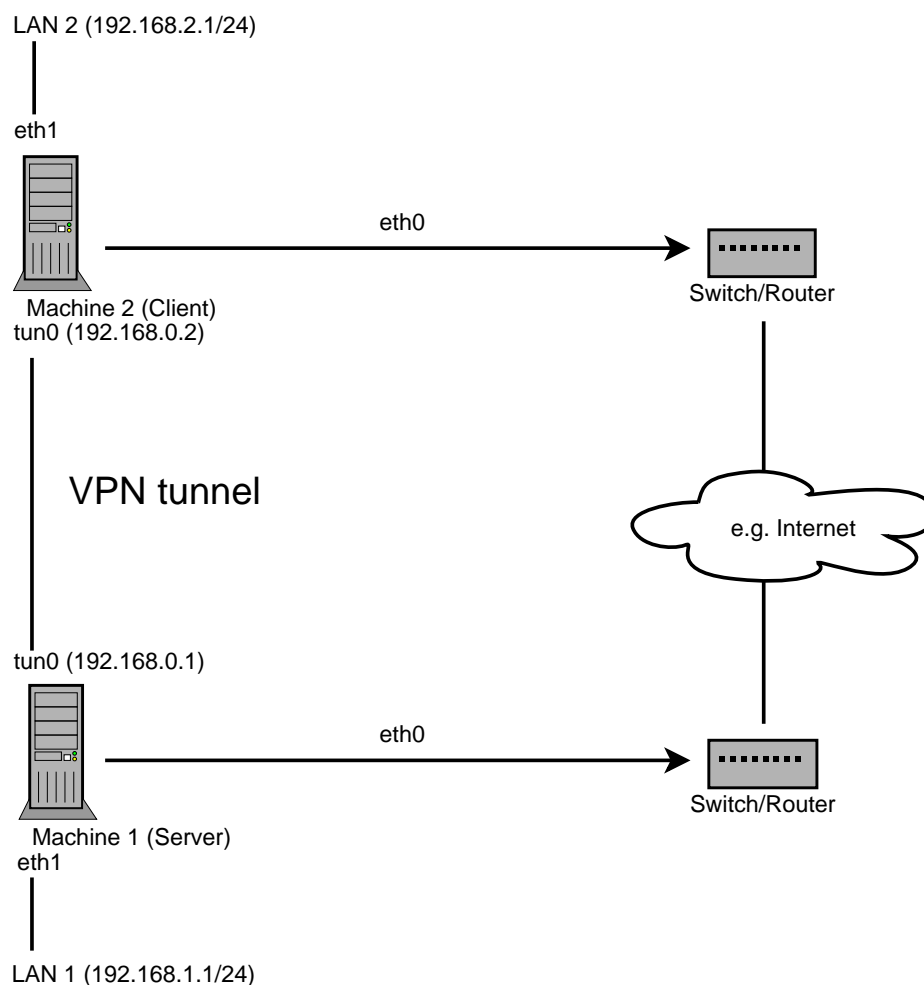 LAN 2 (192.168.2.1/24)
eth1
eth0
Switch/Router
Machine 2 (Client)
tun0 (192.168.0.2)
VPN tunnel
e.g. Internet
tun0 (192.168.0.1)
eth0
Switch/Router
Machine 1 (Server)
eth1
LAN 1 (192.168.1.1/24)